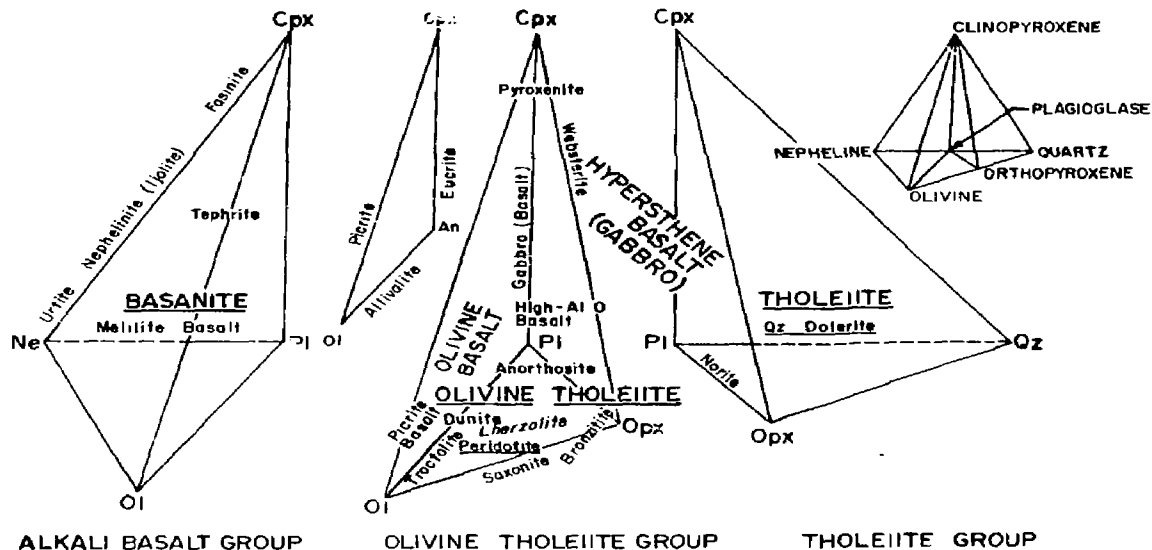 Cpx
Cpx
Cpx
Cpx
CLINOPYROXENE
PLAGIOGLASE
NEPHELINE
QUARTZ
ORTHOPYROXENE
OLIVINE
Fasinite
Nephelinite (Ijolite)
Urtite
Tephrite
BASANITE
Melilite Basalt
Ne
Pl
Ol
Picrite
Eucrite
An
Allivalite
Ol
Pyroxenite
Websterite
Gabbro (Basalt)
High-Al O
Basalt
Pl
Anorthosite
OLIVINE
BASALT
OLIVINE THOLEIITE
Picrite
Basalt
Dunite
Lherzolite
Troctolite
Peridotite
Saxonite
Bronzitite
Opx
Ol
HYPERSTHENE
BASALT
(GABBRO)
THOLEIITE
Qz Dolerite
Pl
Qz
Norite
Opx
ALKALI BASALT GROUP
OLIVINE THOLEIITE GROUP
THOLEIITE GROUP